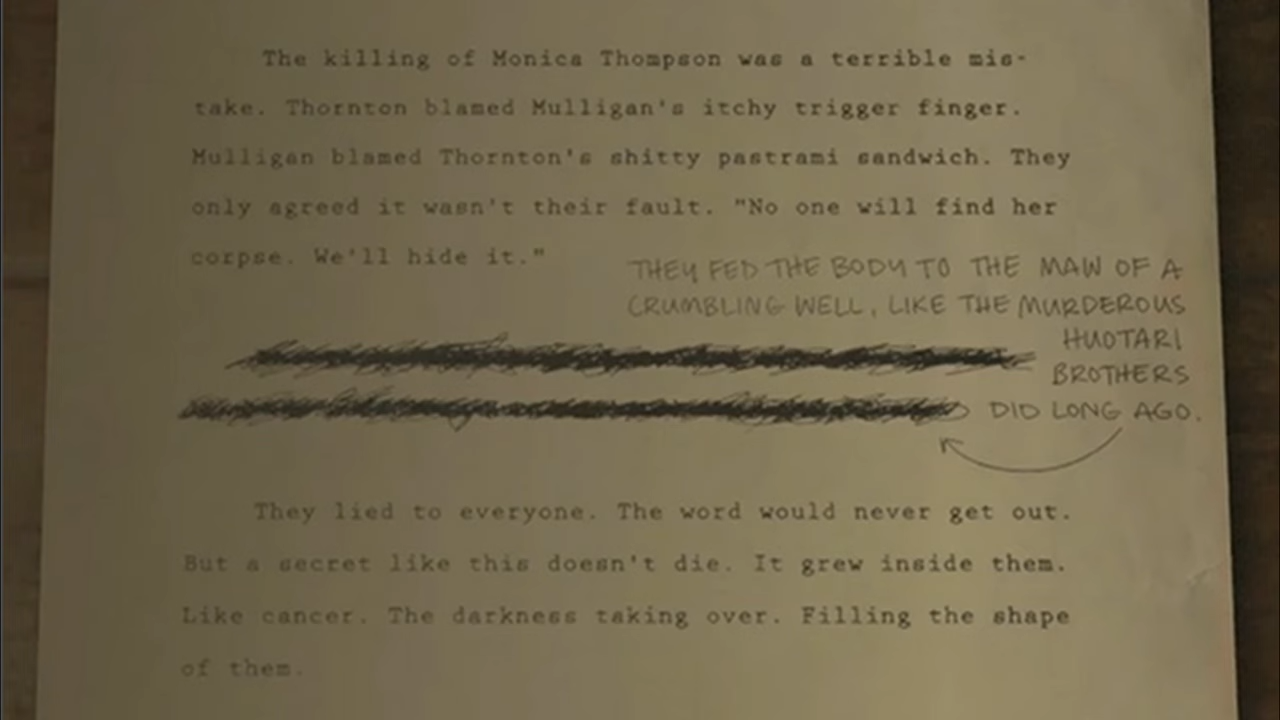 The killing of Monica Thompson was a terrible mis-
take. Thornton blamed Mulligan's itchy trigger finger.
Mulligan blamed Thornton's shitty pastrami sandwich. They
only agreed it wasn't their fault. "No one will find her
corpse. We'll hide it."
THEY FED THE BODY TO THE MAW OF A
CRUMBLING WELL, LIKE THE MURDEROUS
HUOTARI
BROTHERS
DID LONG AGO.
They lied to everyone. The word would never get out.
But a secret like this doesn't die. It grew inside them.
Like cancer. The darkness taking over. Filling the shape
of them.